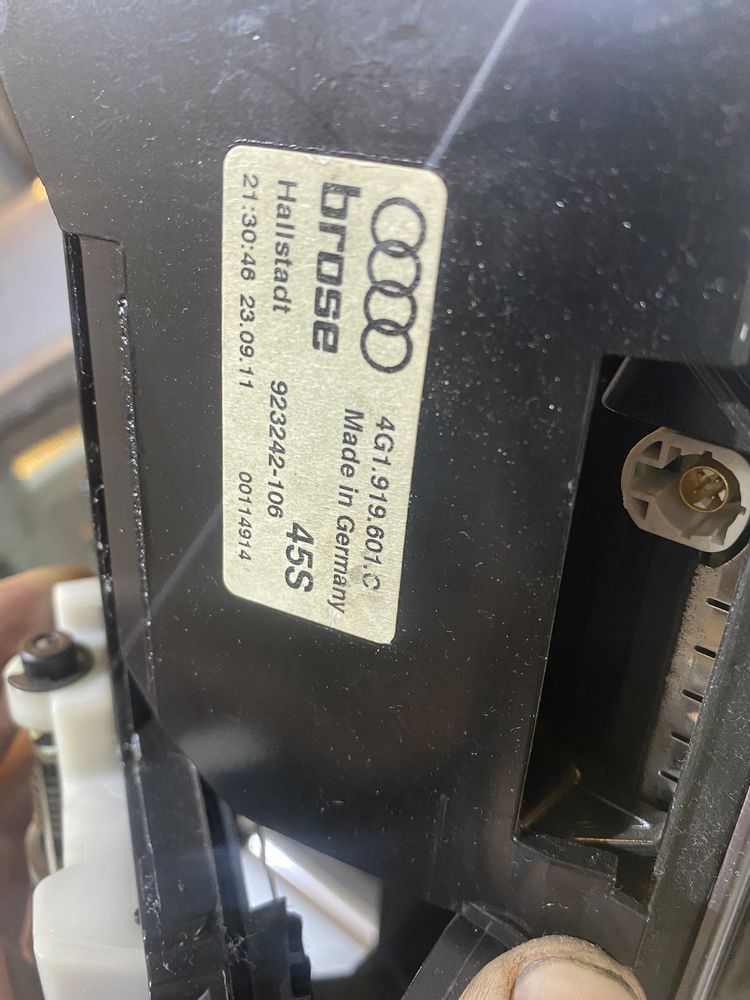 4G1.919.601.C
brose
Made in Germany
Hallstadt
923242-106
45S
21:30:46 23.09.11
00114914